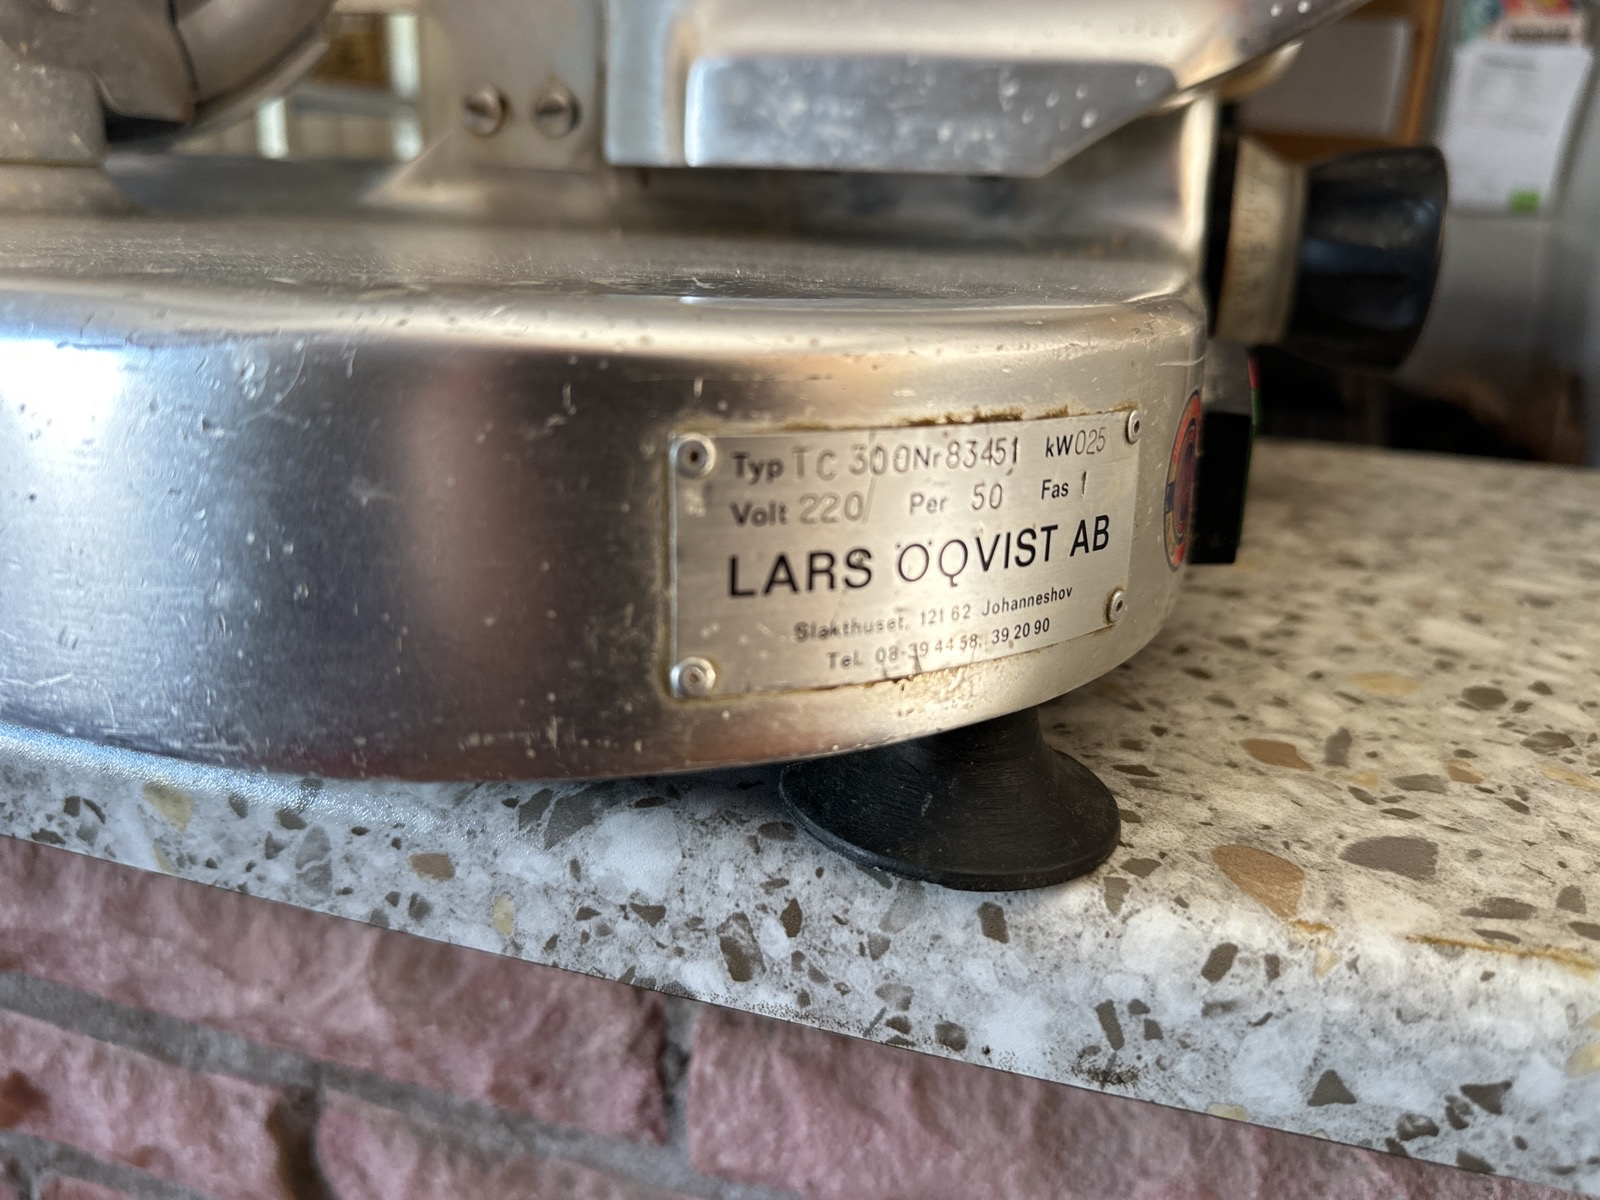 Typ TC 300 Nr 83451 kW 025
Volt 220/ Per 50 Fas 1
LARS ÖQVIST AB
Slakthuset. 121 62 Johanneshov
Tel. 08-39 44 58, 39 20 90